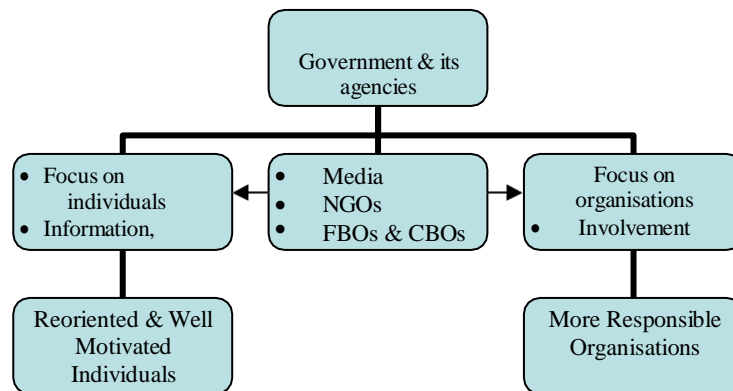 Government & its
agencies
• Focus on
individuals
• Information,
• Media
• NGOs
• FBOs & CBOs
Focus on
organisations
• Involvement
Reoriented & Well
Motivated
Individuals
More Responsible
Organisations